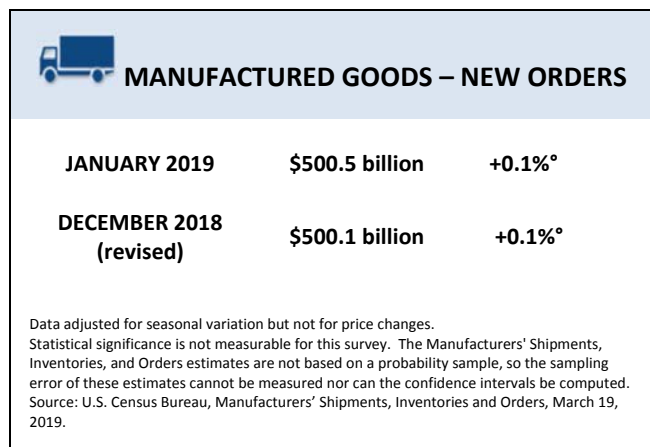 MANUFACTURED GOODS – NEW ORDERS
JANUARY 2019 $500.5 billion +0.1%°
DECEMBER 2018
(revised) $500.1 billion +0.1%°
Data adjusted for seasonal variation but not for price changes.
Statistical significance is not measurable for this survey.  The Manufacturers' Shipments,
Inventories, and Orders estimates are not based on a probability sample, so the sampling
error of these estimates cannot be measured nor can the confidence intervals be computed.
Source: U.S. Census Bureau, Manufacturers’ Shipments, Inventories and Orders, March 19,
2019.